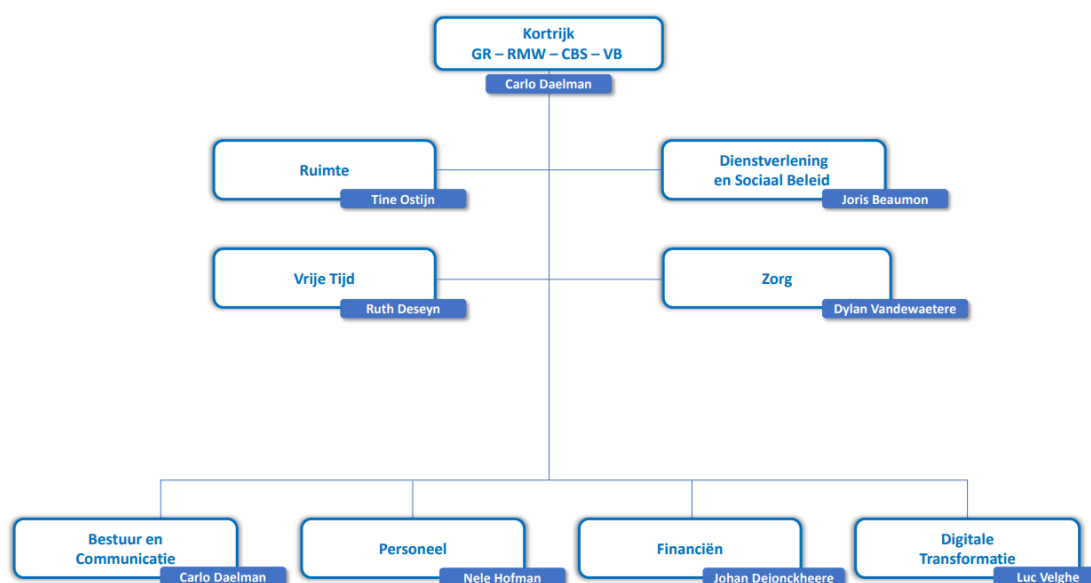 Kortrijk
GR – RMW – CBS – VB
Carlo Daelman
Ruimte
Tine Ostijn
Dienstverlening
en Sociaal Beleid
Joris Beaumon
Vrije Tijd
Ruth Deseyn
Zorg
Dylan Vandewaetere
Bestuur en
Communicatie
Carlo Daelman
Personeel
Nele Hofman
Financiën
Johan Dejonckheere
Digitale
Transformatie
Luc Velghe